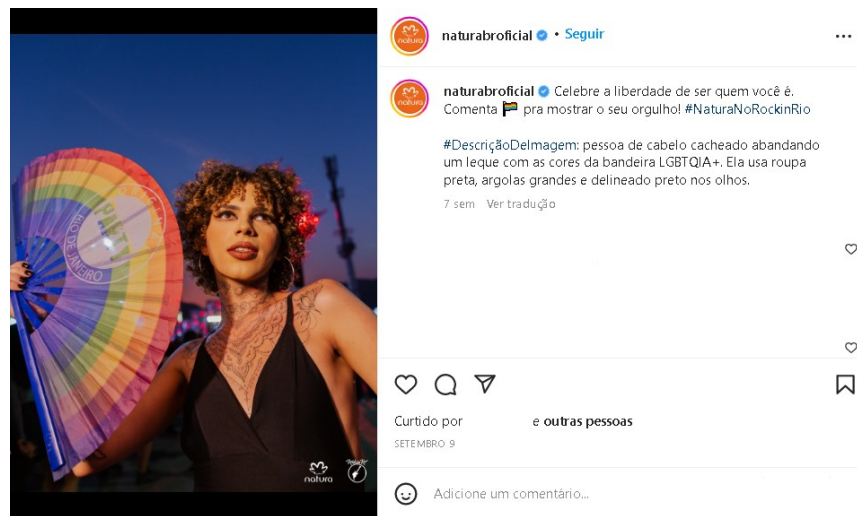 naturabroficial • Seguir
natura
naturabroficial Celebre a liberdade de ser quem você é.
Comenta 🏳️‍🌈 pra mostrar o seu orgulho! #NaturaNoRockinRio
natura
#DescriçãoDeImagem: pessoa de cabelo cacheado abandando
um leque com as cores da bandeira LGBTQIA+. Ela usa roupa
preta, argolas grandes e delineado preto nos olhos.
7 sem Ver tradução
RIO DE JANEIRO
natura
Curtido por e outras pessoas
SETEMBRO 9
Adicione um comentário...